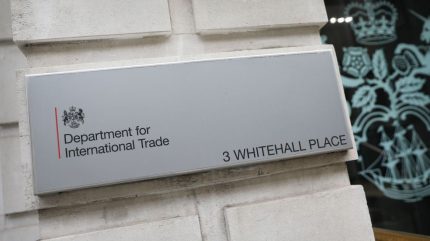 Department for
International Trade
3 WHITEHALL PLACE